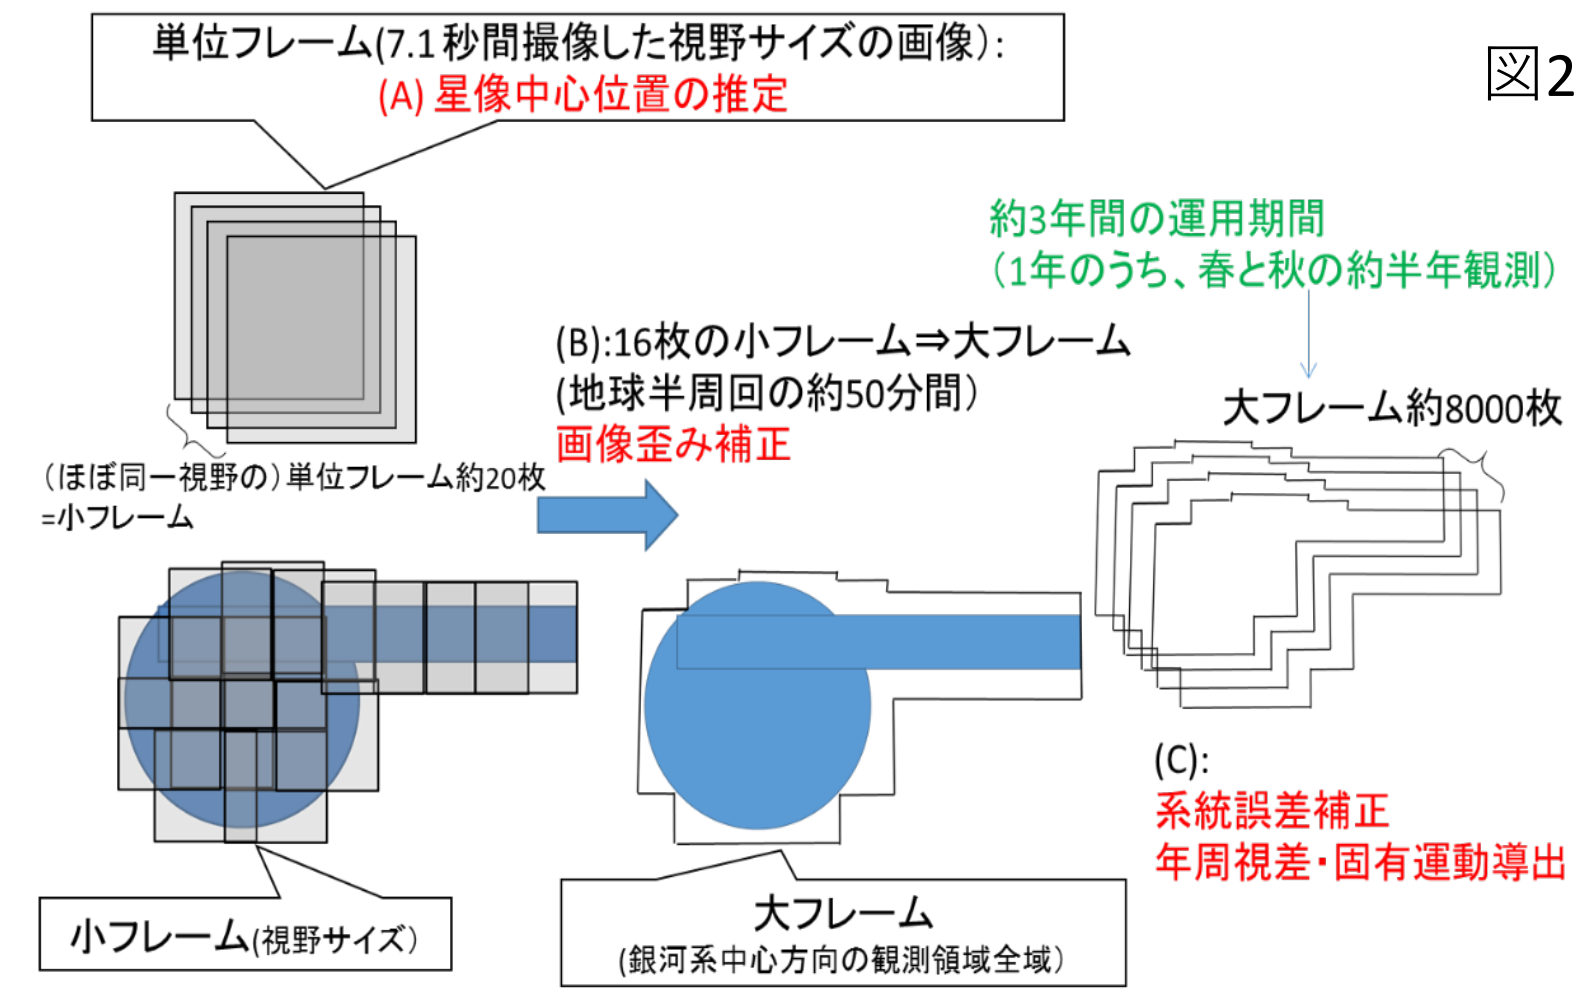 単位フレーム(7.1秒間撮像した視野サイズの画像):
(A) 星像中心位置の推定
図2
約3年間の運用期間
(1年のうち、春と秋の約半年観測)
(B):16枚の小フレーム⇒大フレーム
(地球半周回の約50分間)
画像歪み補正
大フレーム約8000枚
(ほぼ同一視野の)単位フレーム約20枚
=小フレーム
(C):
系統誤差補正
年周視差・固有運動導出
小フレーム(視野サイズ)
大フレーム
(銀河系中心方向の観測領域全域)